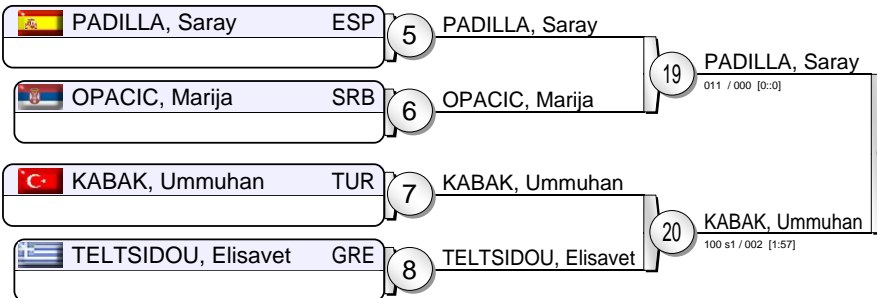 PADILLA, Saray ESP 5 PADILLA, Saray
19 PADILLA, Saray
011 / 000 [0::0]
OPACIC, Marija SRB 6 OPACIC, Marija
KABAK, Ummuhan TUR 7 KABAK, Ummuhan
20 KABAK, Ummuhan
100 s1 / 002 [1:57]
TELTSIDOU, Elisavet GRE 8 TELTSIDOU, Elisavet